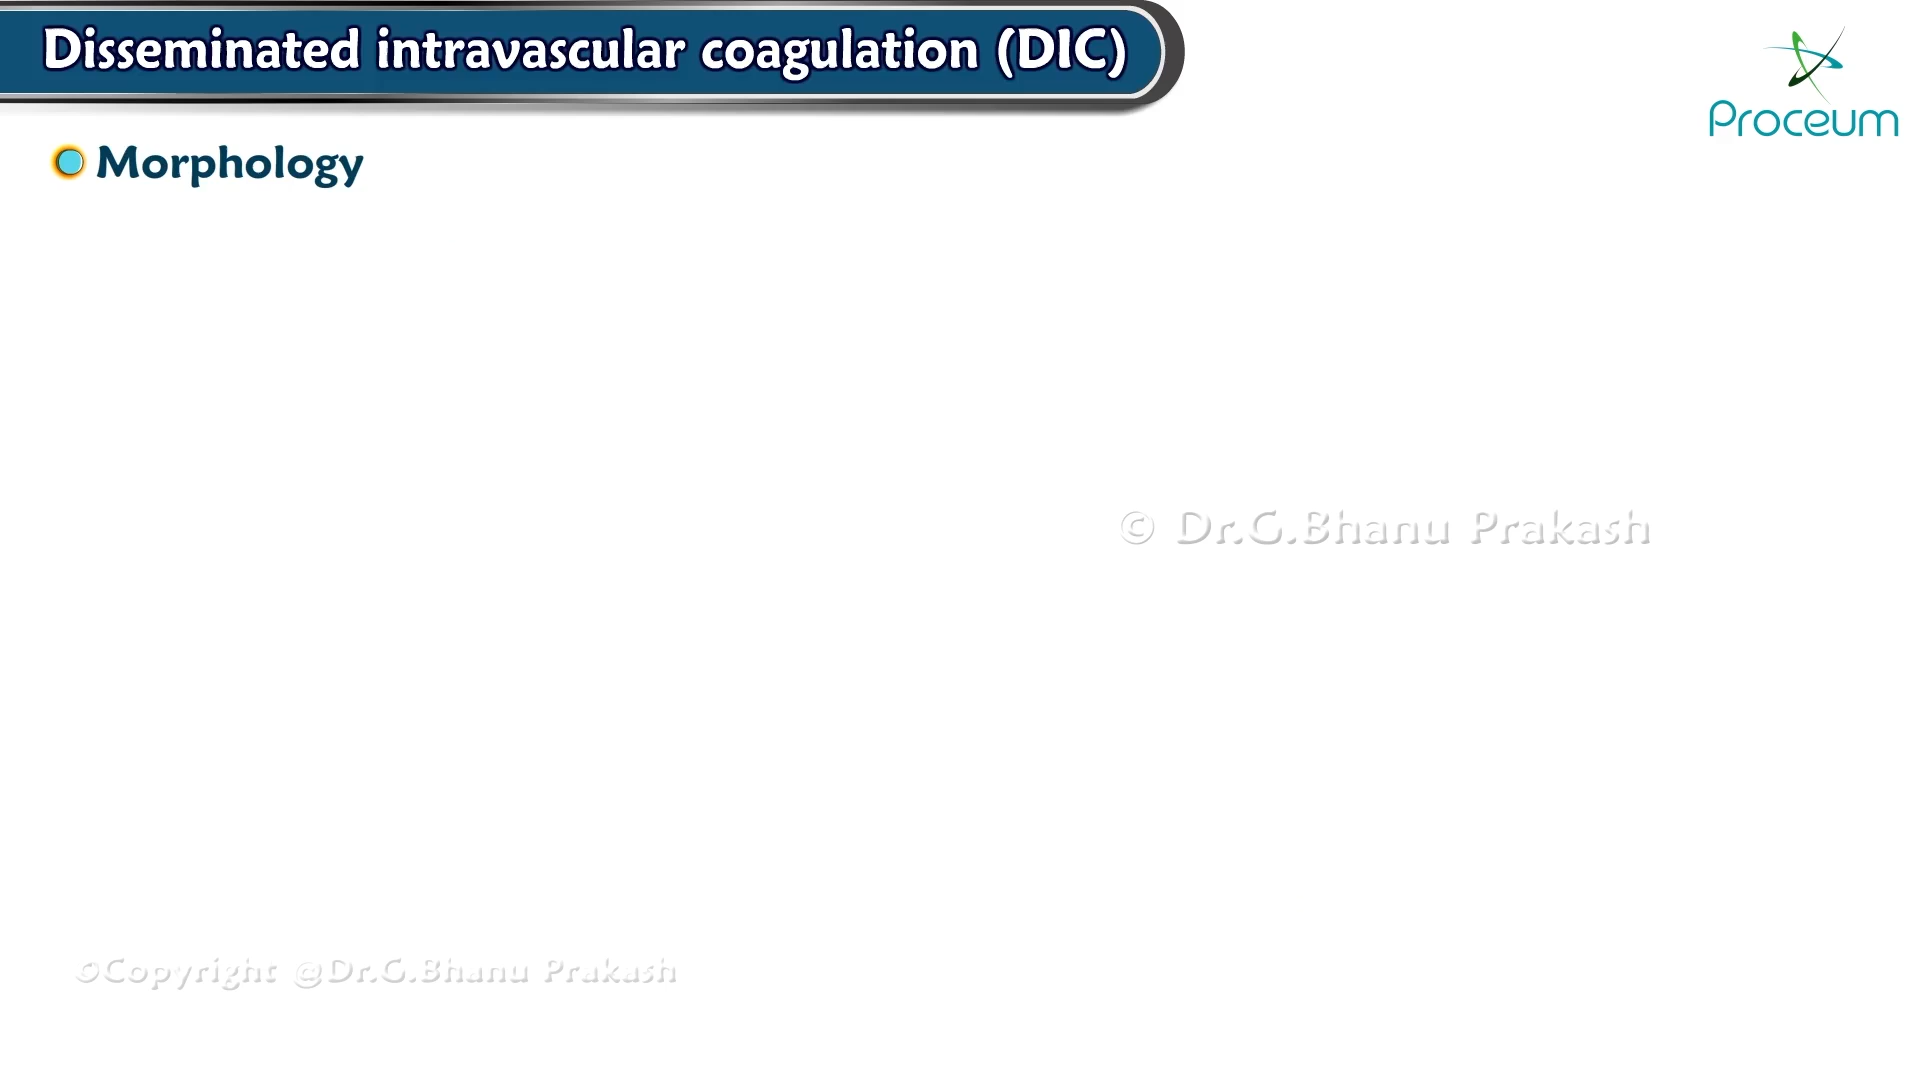 Disseminated intravascular coagulation (DIC)
Proceum
Morphology
© Dr.G.Bhanu Prakash
©Copyright @Dr.G.Bhanu Prakash